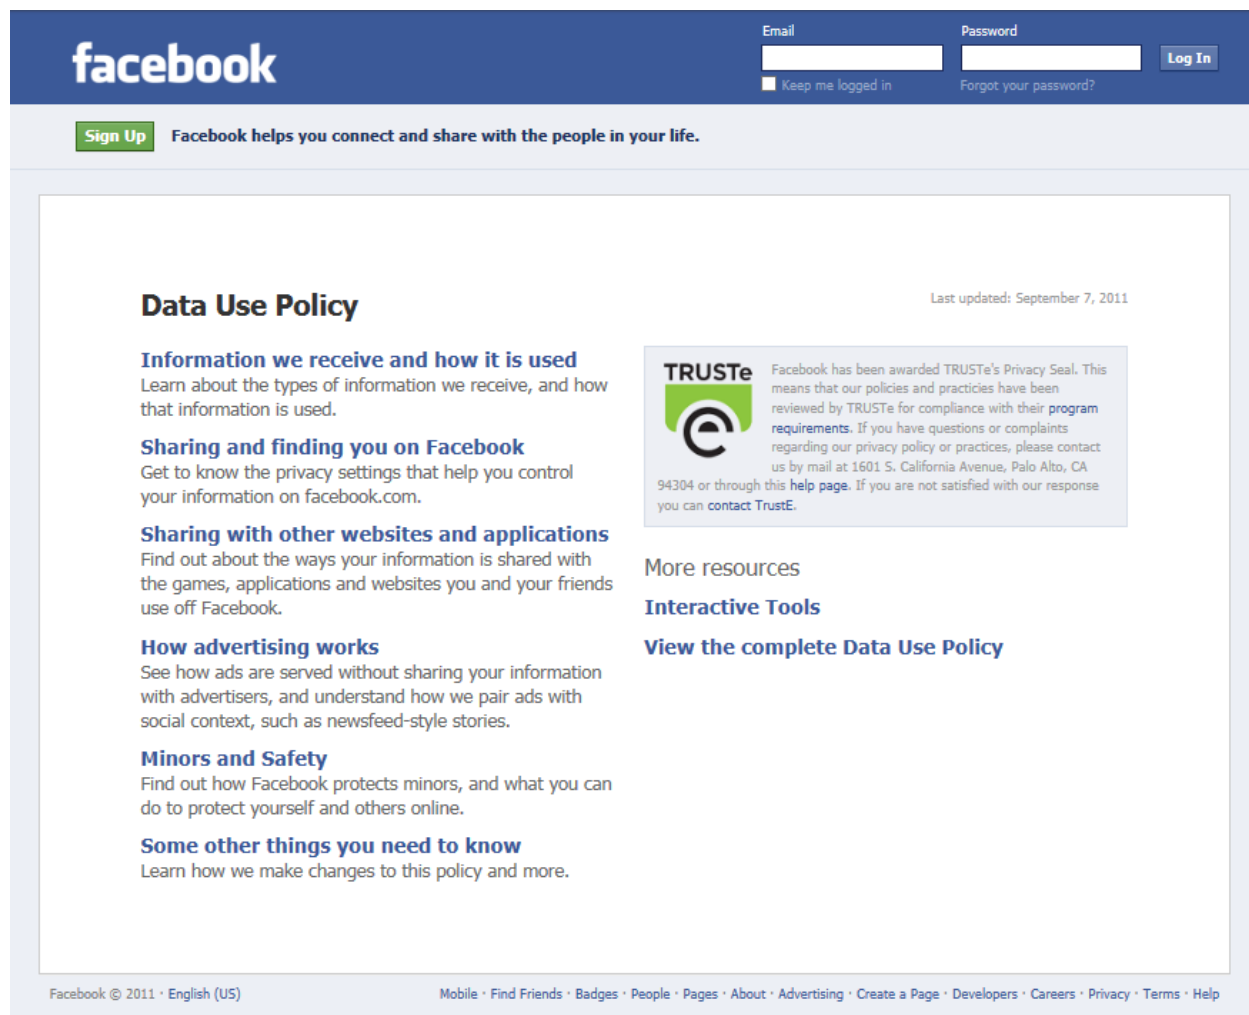 facebook
Email
Password
Log In
Keep me logged in
Forgot your password?
Sign Up
Facebook helps you connect and share with the people in your life.
Data Use Policy
Last updated: September 7, 2011
Information we receive and how it is used
Learn about the types of information we receive, and how
that information is used.
Sharing and finding you on Facebook
Get to know the privacy settings that help you control
your information on facebook.com.
Sharing with other websites and applications
Find out about the ways your information is shared with
the games, applications and websites you and your friends
use off Facebook.
How advertising works
See how ads are served without sharing your information
with advertisers, and understand how we pair ads with
social context, such as newsfeed-style stories.
Minors and Safety
Find out how Facebook protects minors, and what you can
do to protect yourself and others online.
Some other things you need to know
Learn how we make changes to this policy and more.
TRUSTe
e
Facebook has been awarded TRUSTe's Privacy Seal. This
means that our policies and practicies have been
reviewed by TRUSTe for compliance with their program
requirements. If you have questions or complaints
regarding our privacy policy or practices, please contact
us by mail at 1601 S. California Avenue, Palo Alto, CA
94304 or through this help page. If you are not satisfied with our response
you can contact TrustE.
More resources
Interactive Tools
View the complete Data Use Policy
Facebook © 2011 · English (US)
Mobile · Find Friends · Badges · People · Pages · About · Advertising · Create a Page · Developers · Careers · Privacy · Terms · Help